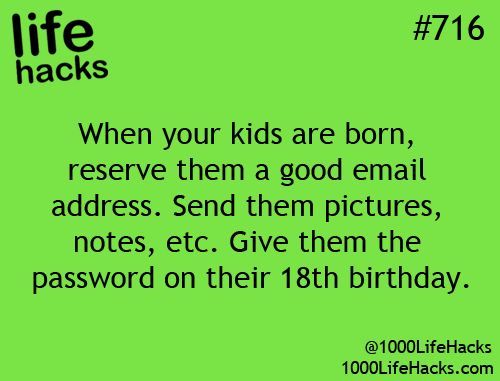 life
hacks
#716
When your kids are born,
reserve them a good email
address. Send them pictures,
notes, etc. Give them the
password on their 18th birthday.
@1000LifeHacks
1000LifeHacks.com